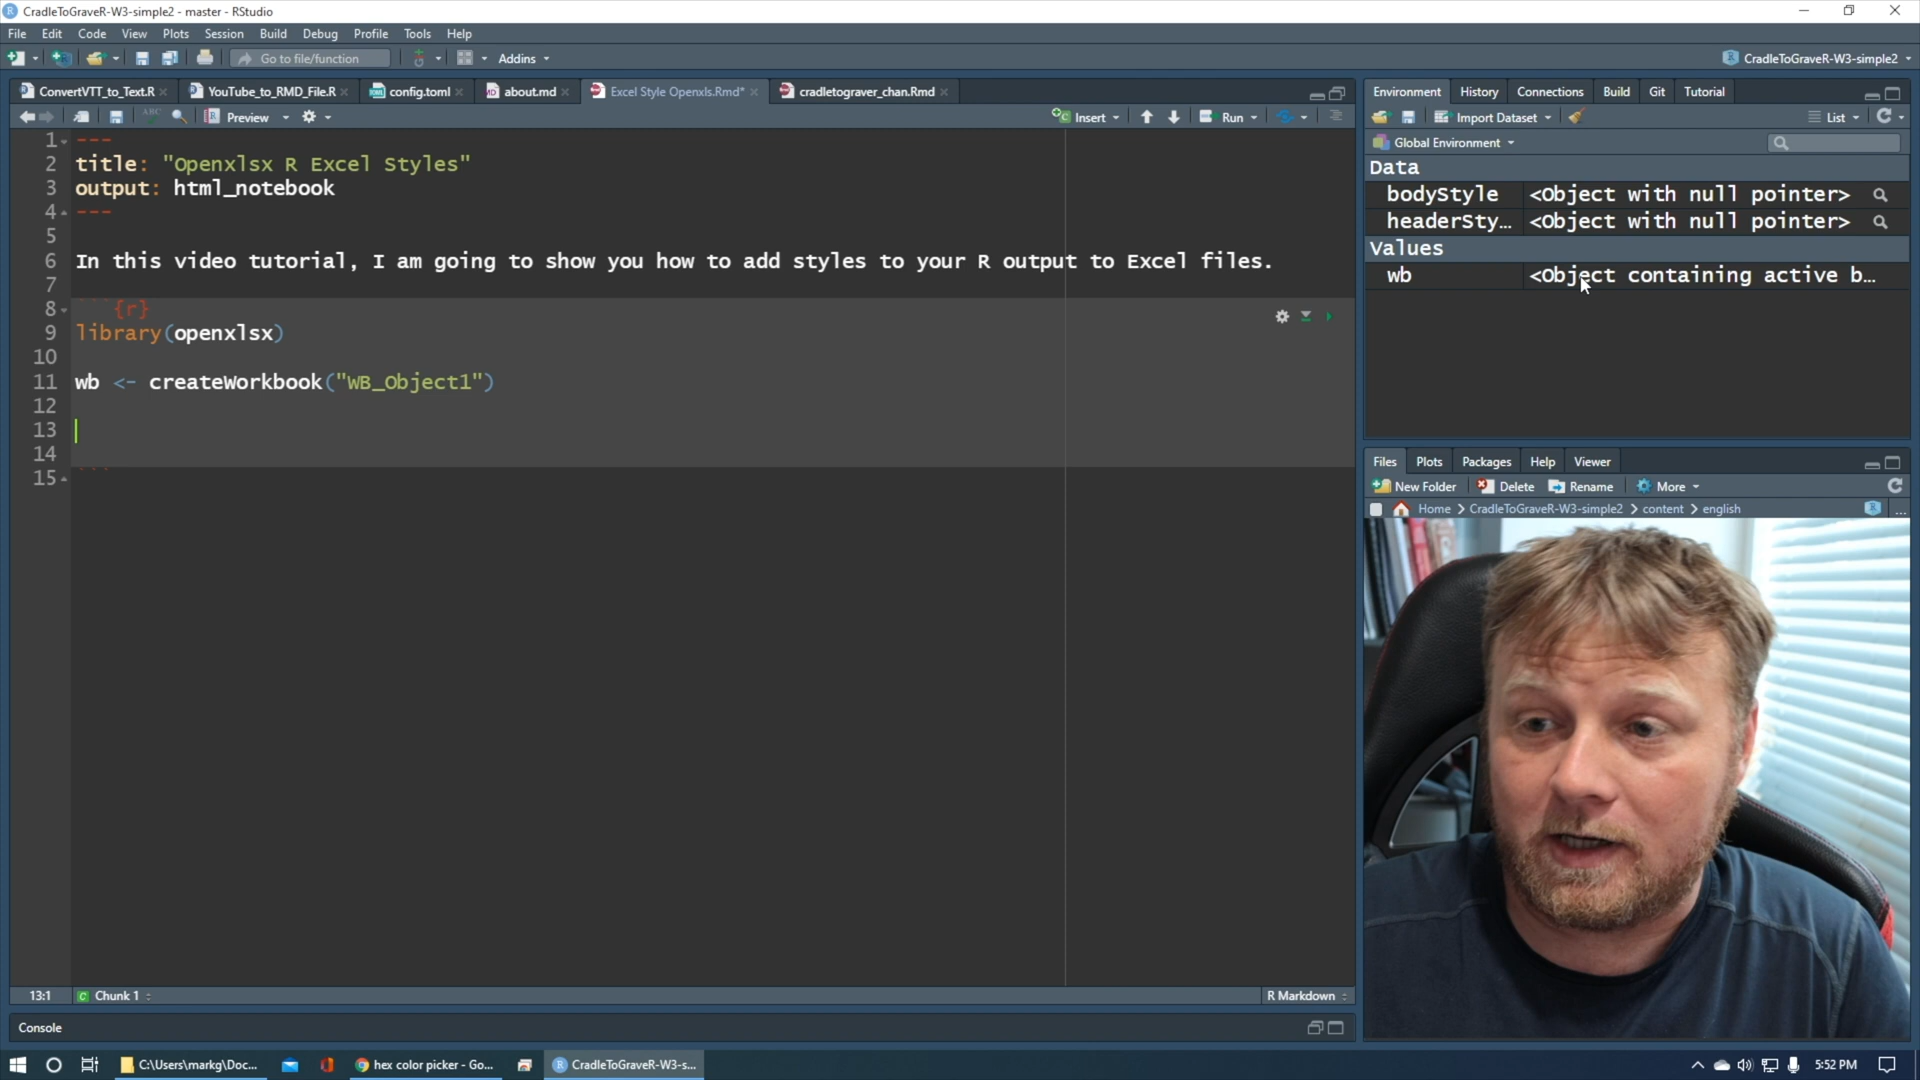 CradleToGraveR-W3-simple2 - master - RStudio
File Edit Code View Plots Session Build Debug Profile Tools Help
Go to file/function Addins CradleToGraveR-W3-simple2
ConvertVTT_to_Text.R YouTube_to_RMD_File.R config.toml about.md Excel Style Openxls.Rmd* cradletograver_chan.Rmd
ABC Preview Insert Run
1 ---
2 title: "Openxlsx R Excel Styles"
3 output: html_notebook
4 ---
5
6 In this video tutorial, I am going to show you how to add styles to your R output to Excel files.
7
8 ```{r}
9 library(openxlsx)
10
11 wb <- createWorkbook("WB_Object1")
12
13
14
15 ```
13:1 C Chunk 1 R Markdown
Console
Environment History Connections Build Git Tutorial
Import Dataset List
Global Environment
Data
bodyStyle <Object with null pointer>
headerSty… <Object with null pointer>
Values
wb <Object containing active b…
Files Plots Packages Help Viewer
New Folder Delete Rename More
Home CradleToGraveR-W3-simple2 content english ...
C:\Users\markg\Doc... hex color picker - Go... CradleToGraveR-W3-s... 5:52 PM